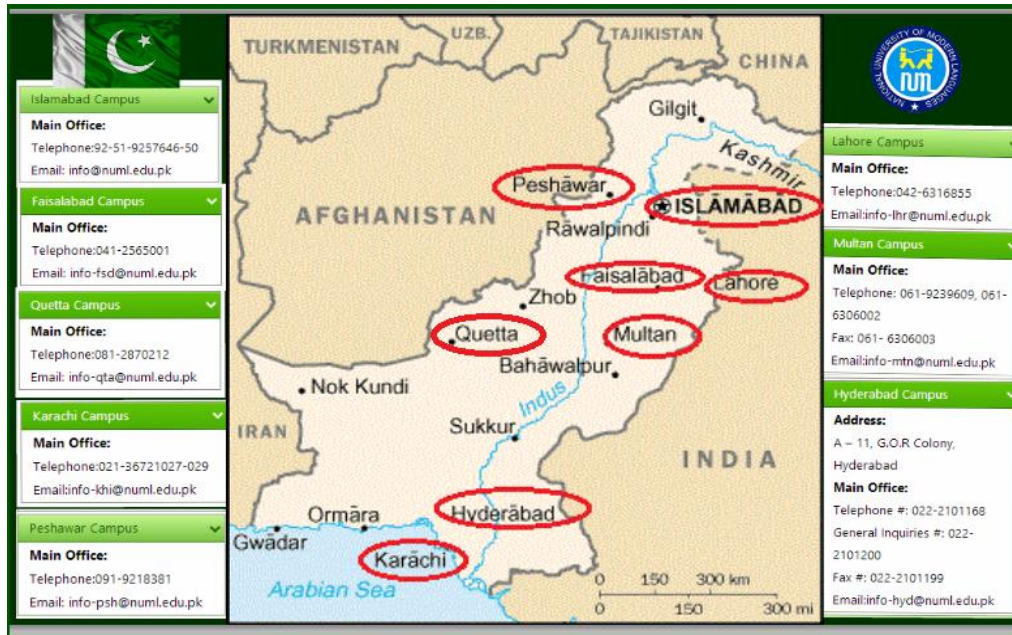 Islamabad Campus
Main Office:
Telephone:92-51-9257646-50
Email: info@numl.edu.pk
Faisalabad Campus
Main Office:
Telephone:041-2565001
Email: info-fsd@numl.edu.pk
Quetta Campus
Main Office:
Telephone:081-2870212
Email: info-qta@numl.edu.pk
Karachi Campus
Main Office:
Telephone:021-36721027-029
Email:info-khi@numl.edu.pk
Peshawar Campus
Main Office:
Telephone:091-9218381
Email: info-psh@numl.edu.pk
TURKMENISTAN
UZB.
TAJIKISTAN
CHINA
Gilgit
Kashmir
Peshāwar
ISLĀMĀBĀD
AFGHANISTAN
Rāwalpindi
Faisalābad
Lahore
Zhob
Quetta
Multan
Bahāwalpur
Nok Kundi
Indus
IRAN
Sukkur
INDIA
Ormāra
Hyderābad
Gwādar
Karāchi
Arabian Sea
0 150 300 km
0 150 300 mi
NATIONAL UNIVERSITY OF MODERN LANGUAGES
Lahore Campus
Main Office:
Telephone:042-6316855
Email:info-lhr@numl.edu.pk
Multan Campus
Main Office:
Telephone: 061-9239609, 061-
6306002
Fax: 061- 6306003
Email:info-mtn@numl.edu.pk
Hyderabad Campus
Address:
A – 11, G.O.R Colony,
Hyderabad
Main Office:
Telephone #: 022-2101168
General Inquiries #: 022-
2101200
Fax #: 022-2101199
Email:info-hyd@numl.edu.pk